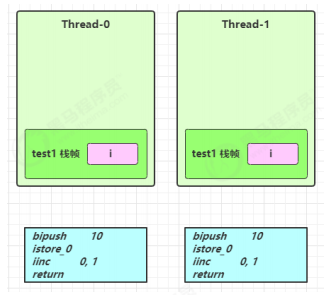 Thread-0
Thread-1
test1 栈帧
i
test1 栈帧
i
bipush 10
istore_0
iinc 0, 1
return
bipush 10
istore_0
iinc 0, 1
return